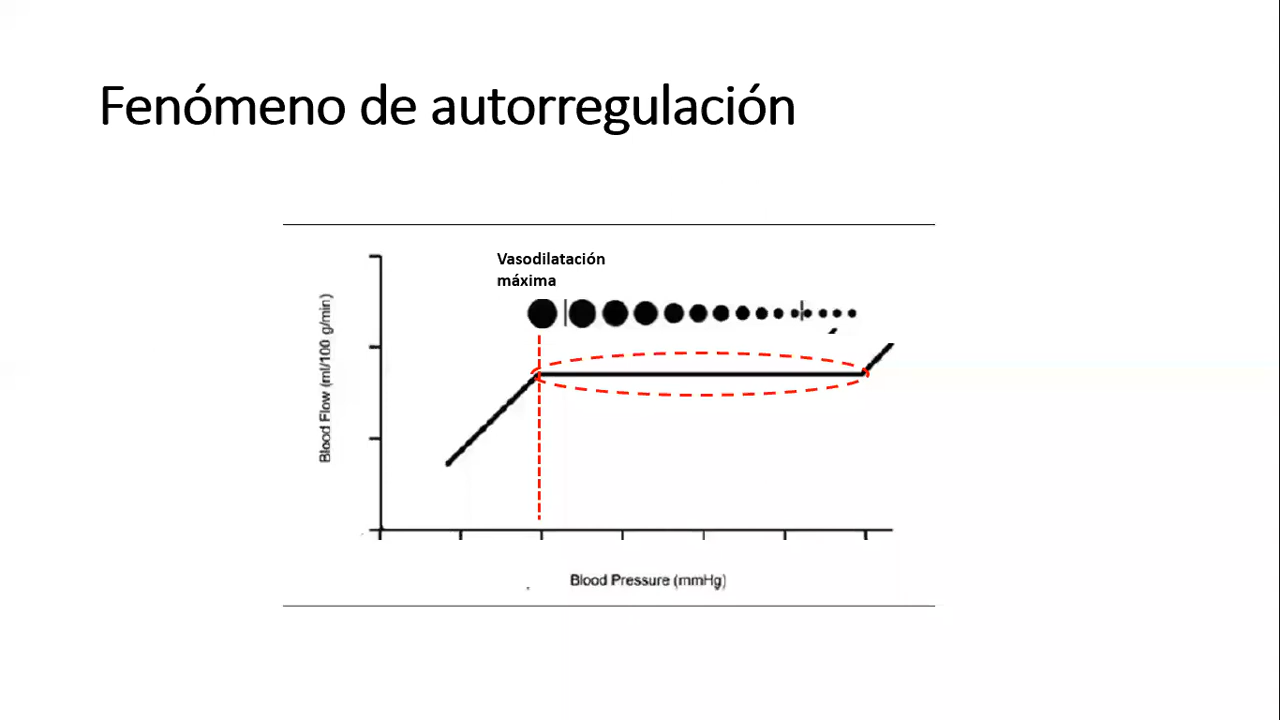 Fenómeno de autorregulación
Vasodilatación
máxima
Blood Flow (ml/100 g/min)
Blood Pressure (mmHg)